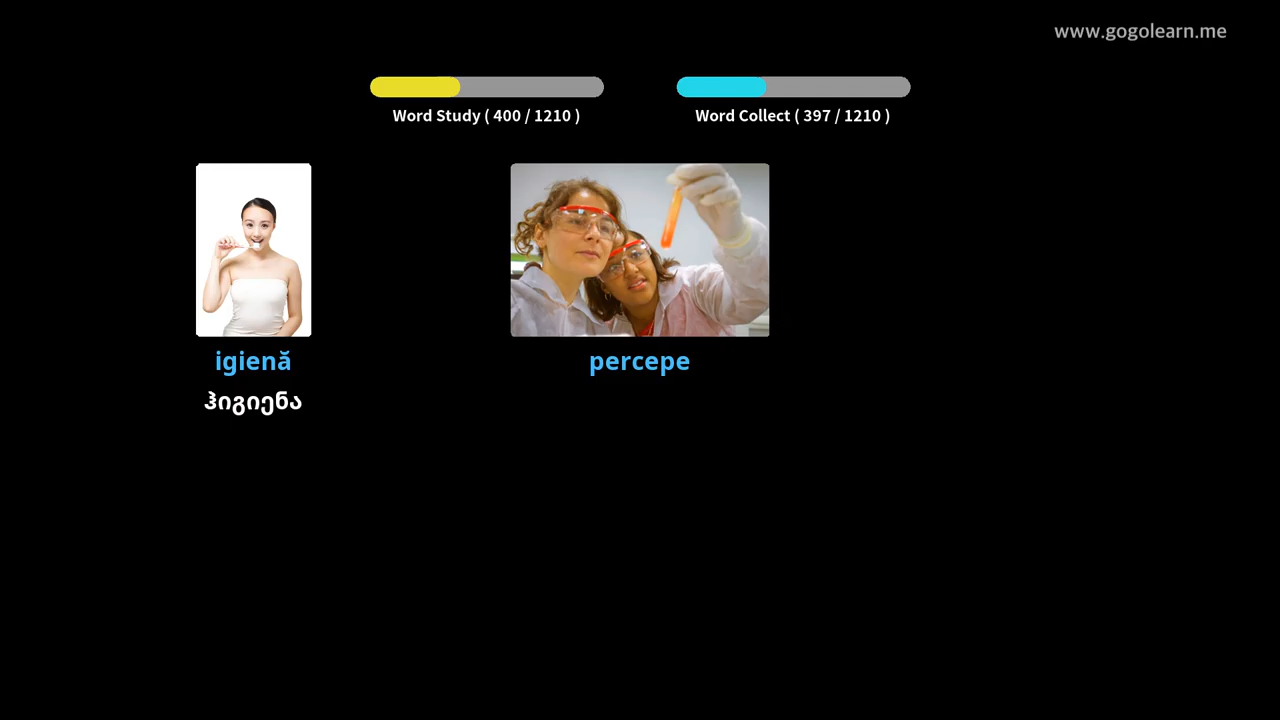 www.gogolearn.me
Word Study ( 400 / 1210 )
Word Collect ( 397 / 1210 )
igienă
percepe
ჰიგიენა